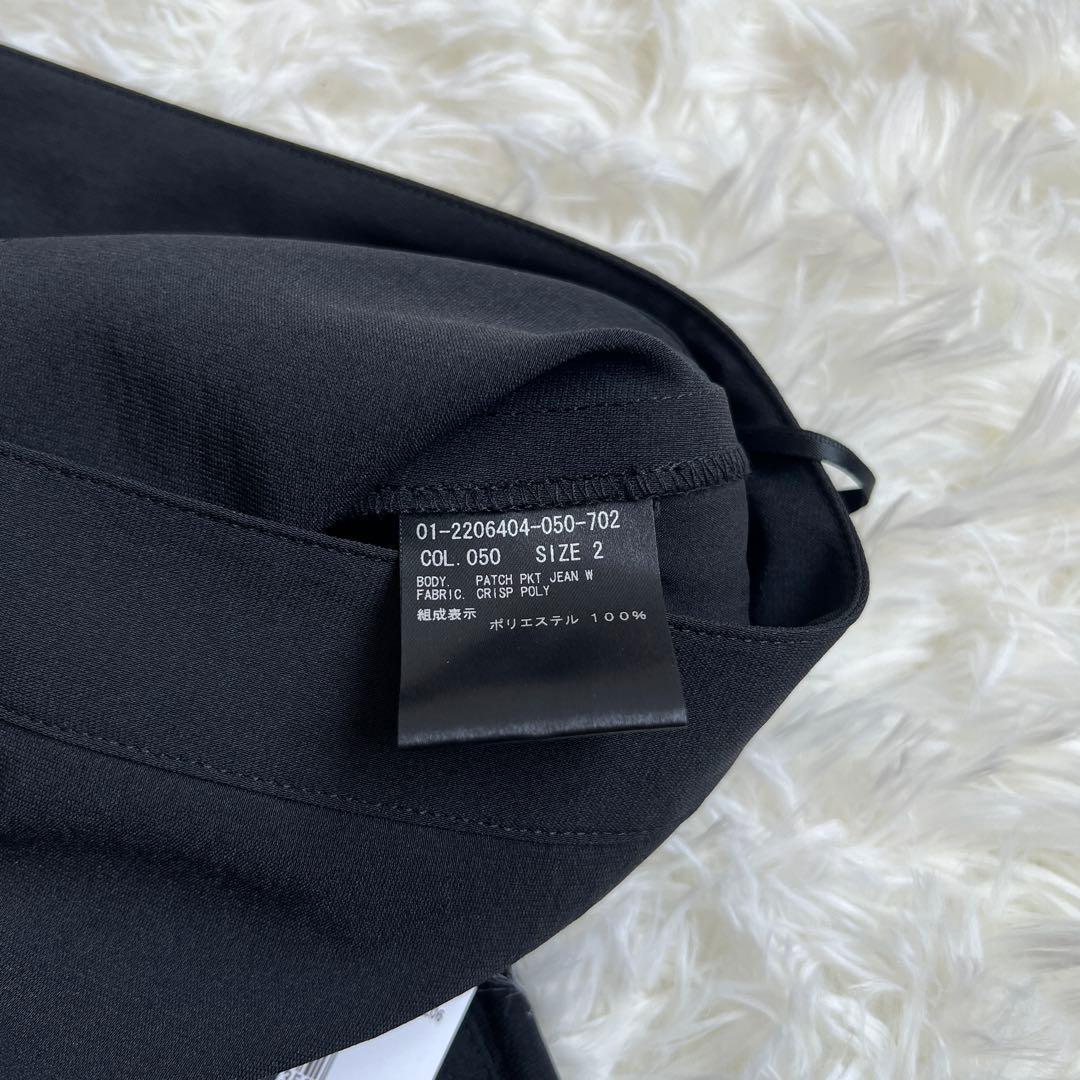 01-2206404-050-702
COL.050 SIZE 2
BODY. PATCH PKT JEAN W
FABRIC. CRISP POLY
組成表示
ポリエステル 100%